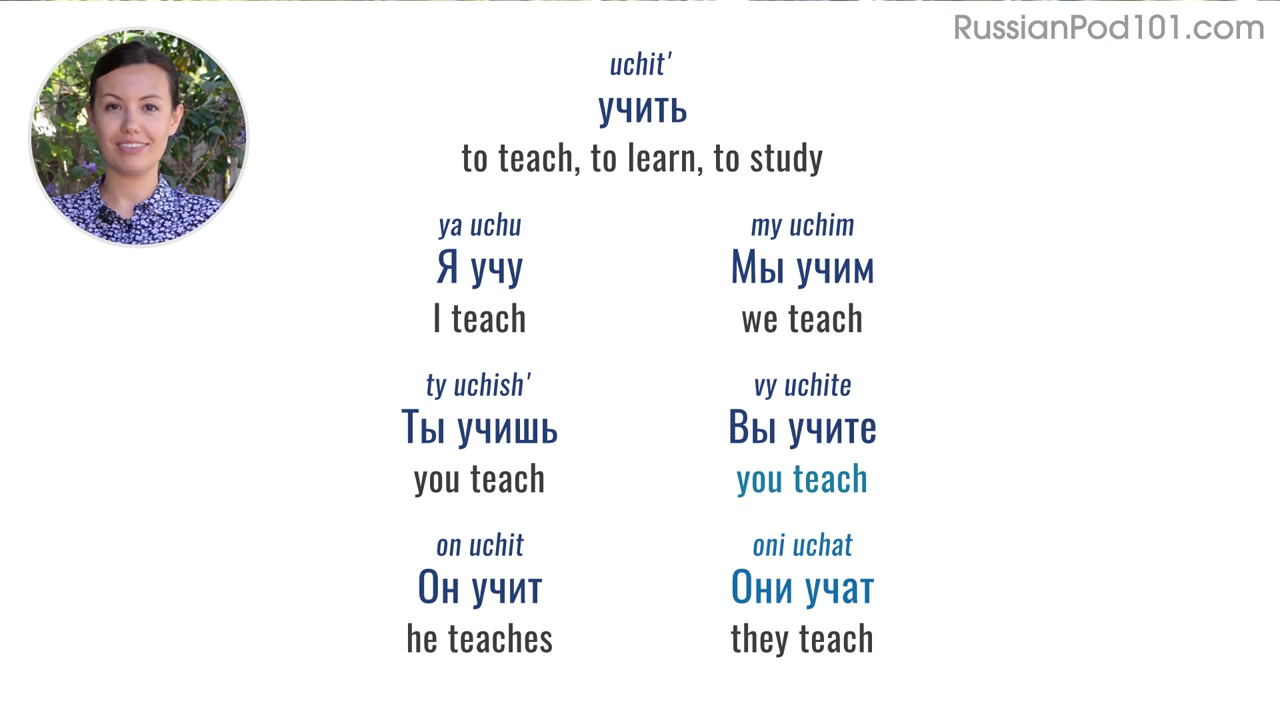 RussianPod101.com
uchit'
учить
to teach, to learn, to study
ya uchu
Я учу
I teach
my uchim
Мы учим
we teach
ty uchish'
Ты учишь
you teach
vy uchite
Вы учите
you teach
on uchit
Он учит
he teaches
oni uchat
Они учат
they teach